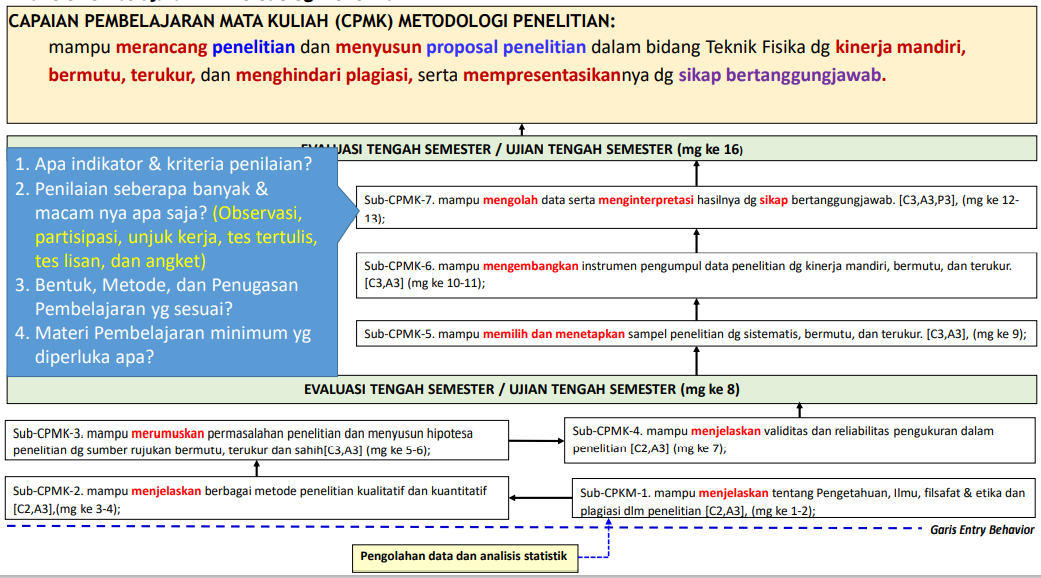 CAPAIAN PEMBELAJARAN MATA KULIAH (CPMK) METODOLOGI PENELITIAN:
mampu merancang penelitian dan menyusun proposal penelitian dalam bidang Teknik Fisika dg kinerja mandiri,
bermutu, terukur, dan menghindari plagiasi, serta mempresentasikannya dg sikap bertanggungjawab.
EVALUASI TENGAH SEMESTER / UJIAN TENGAH SEMESTER (mg ke 16)
1. Apa indikator & kriteria penilaian?
2. Penilaian seberapa banyak &
macam nya apa saja? (Observasi,
partisipasi, unjuk kerja, tes tertulis,
tes lisan, dan angket)
3. Bentuk, Metode, dan Penugasan
Pembelajaran yg sesuai?
4. Materi Pembelajaran minimum yg
diperluka apa?
Sub-CPMK-7. mampu mengolah data serta menginterpretasi hasilnya dg sikap bertanggungjawab. [C3,A3,P3], (mg ke 12-
13);
Sub-CPMK-6. mampu mengembangkan instrumen pengumpul data penelitian dg kinerja mandiri, bermutu, dan terukur.
[C3,A3] (mg ke 10-11);
Sub-CPMK-5. mampu memilih dan menetapkan sampel penelitian dg sistematis, bermutu, dan terukur. [C3,A3], (mg ke 9);
EVALUASI TENGAH SEMESTER / UJIAN TENGAH SEMESTER (mg ke 8)
Sub-CPMK-3. mampu merumuskan permasalahan penelitian dan menyusun hipotesa
penelitian dg sumber rujukan bermutu, terukur dan sahih[C3,A3] (mg ke 5-6);
Sub-CPMK-4. mampu menjelaskan validitas dan reliabilitas pengukuran dalam
penelitian [C2,A3] (mg ke 7);
Sub-CPMK-2. mampu menjelaskan berbagai metode penelitian kualitatif dan kuantitatif
[C2,A3],(mg ke 3-4);
Sub-CPKM-1. mampu menjelaskan tentang Pengetahuan, Ilmu, filsafat & etika dan
plagiasi dlm penelitian [C2,A3], (mg ke 1-2);
Garis Entry Behavior
Pengolahan data dan analisis statistik